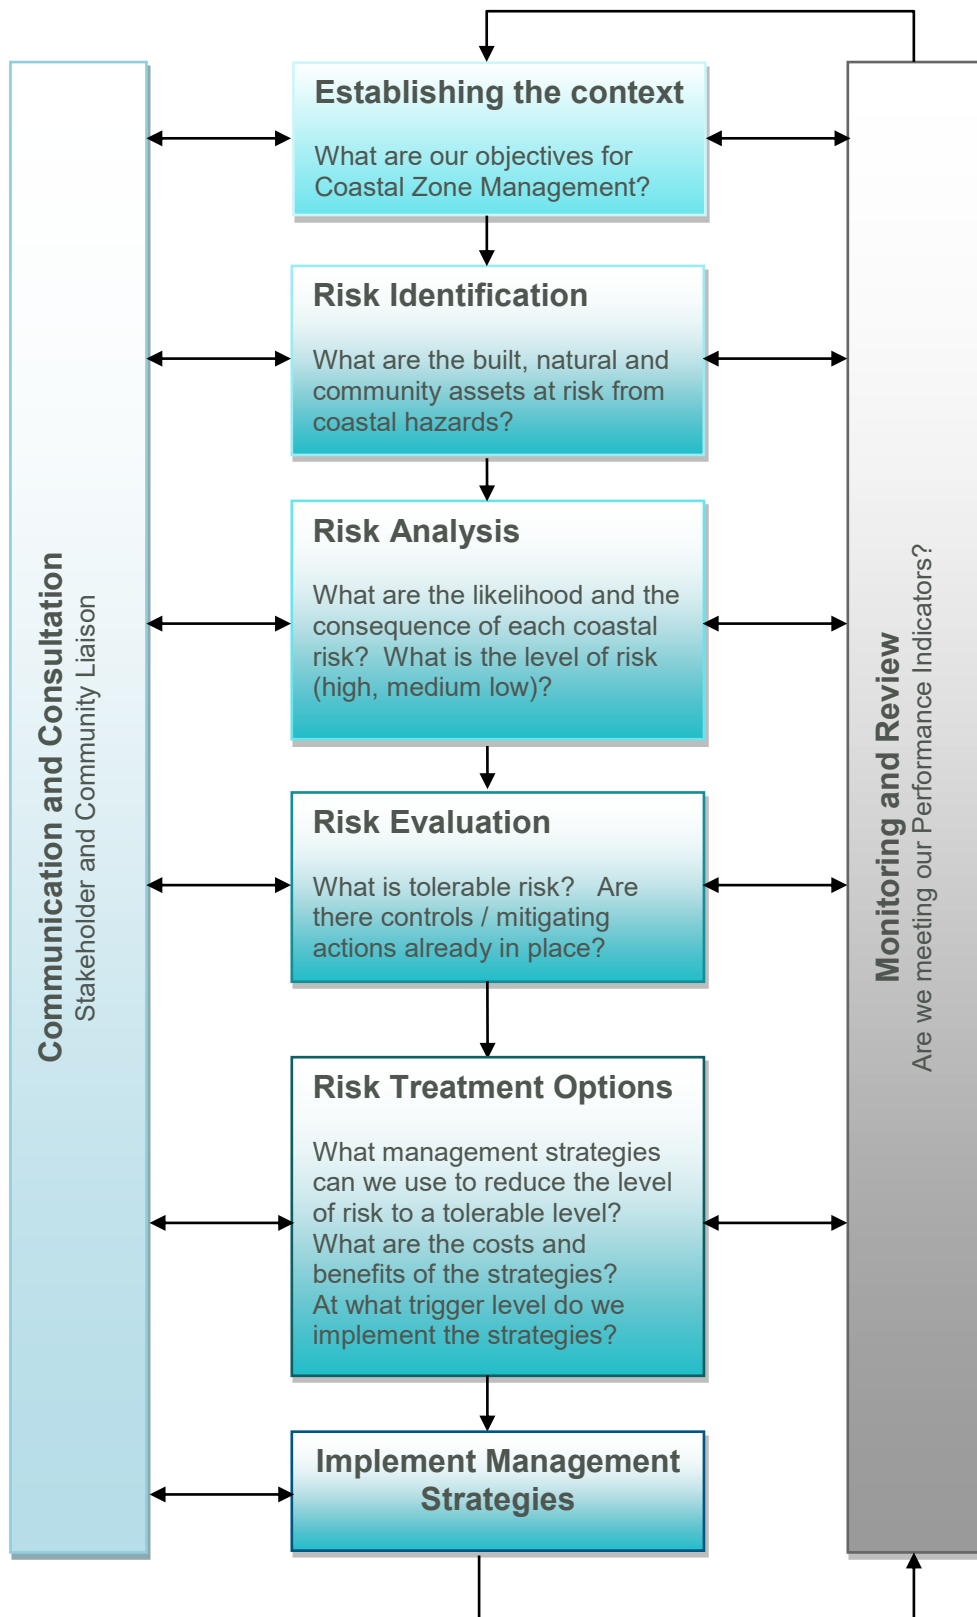 Establishing the context
What are our objectives for
Coastal Zone Management?
Risk Identification
What are the built, natural and
community assets at risk from
coastal hazards?
Risk Analysis
What are the likelihood and the
consequence of each coastal
risk?  What is the level of risk
(high, medium low)?
Risk Evaluation
What is tolerable risk?   Are
there controls / mitigating
actions already in place?
Risk Treatment Options
What management strategies
can we use to reduce the level
of risk to a tolerable level?
What are the costs and
benefits of the strategies?
At what trigger level do we
implement the strategies?
Implement Management
Strategies
Communication and Consultation
Stakeholder and Community Liaison
Monitoring and Review
Are we meeting our Performance Indicators?